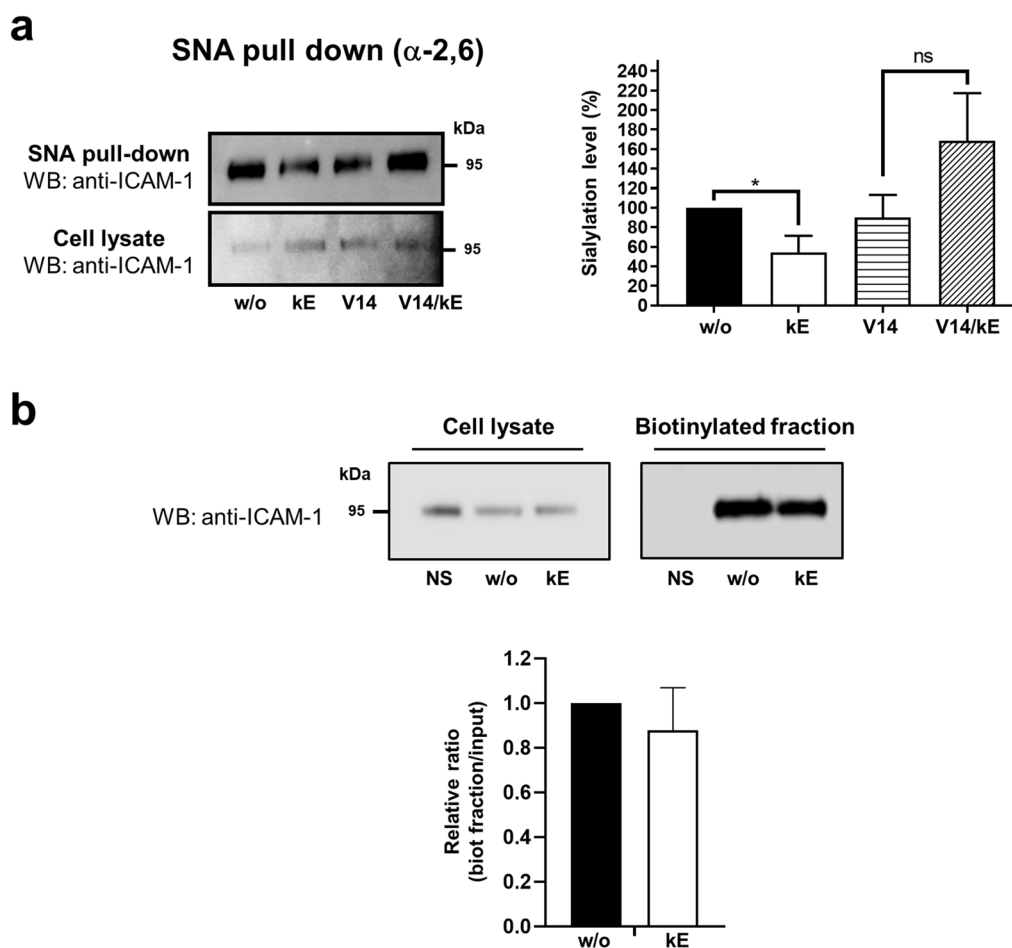 a
SNA pull down (α-2,6)
kDa
SNA pull-down
WB: anti-ICAM-1
95
Cell lysate
WB: anti-ICAM-1
95
w/o kE V14 V14/kE
Sialylation level (%)
240
220
200
180
160
140
120
100
80
60
40
20
0
*
ns
w/o kE V14 V14/kE
b
Cell lysate
Biotinylated fraction
kDa
WB: anti-ICAM-1
95
NS w/o kE
NS w/o kE
Relative ratio
(biot fraction/input)
1.2
1.0
0.8
0.6
0.4
0.2
0.0
w/o kE